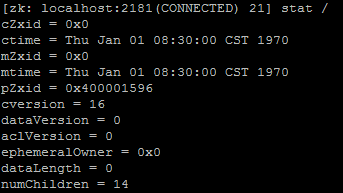 [zk: localhost:2181(CONNECTED) 21] stat /
cZxid = 0x0
ctime = Thu Jan 01 08:30:00 CST 1970
mZxid = 0x0
mtime = Thu Jan 01 08:30:00 CST 1970
pZxid = 0x400001596
cversion = 16
dataVersion = 0
aclVersion = 0
ephemeralOwner = 0x0
dataLength = 0
numChildren = 14